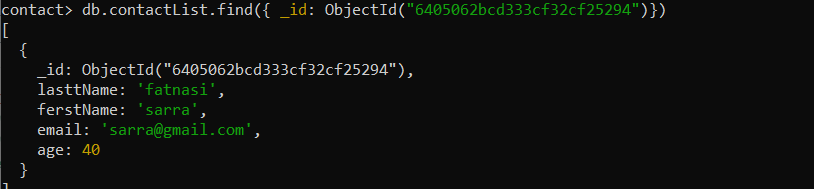 contact> db.contactList.find({ _id: ObjectId("6405062bcd333cf32cf25294")})
[
  {
    _id: ObjectId("6405062bcd333cf32cf25294"),
    lasttName: 'fatnasi',
    ferstName: 'sarra',
    email: 'sarra@gmail.com',
    age: 40
  }
]